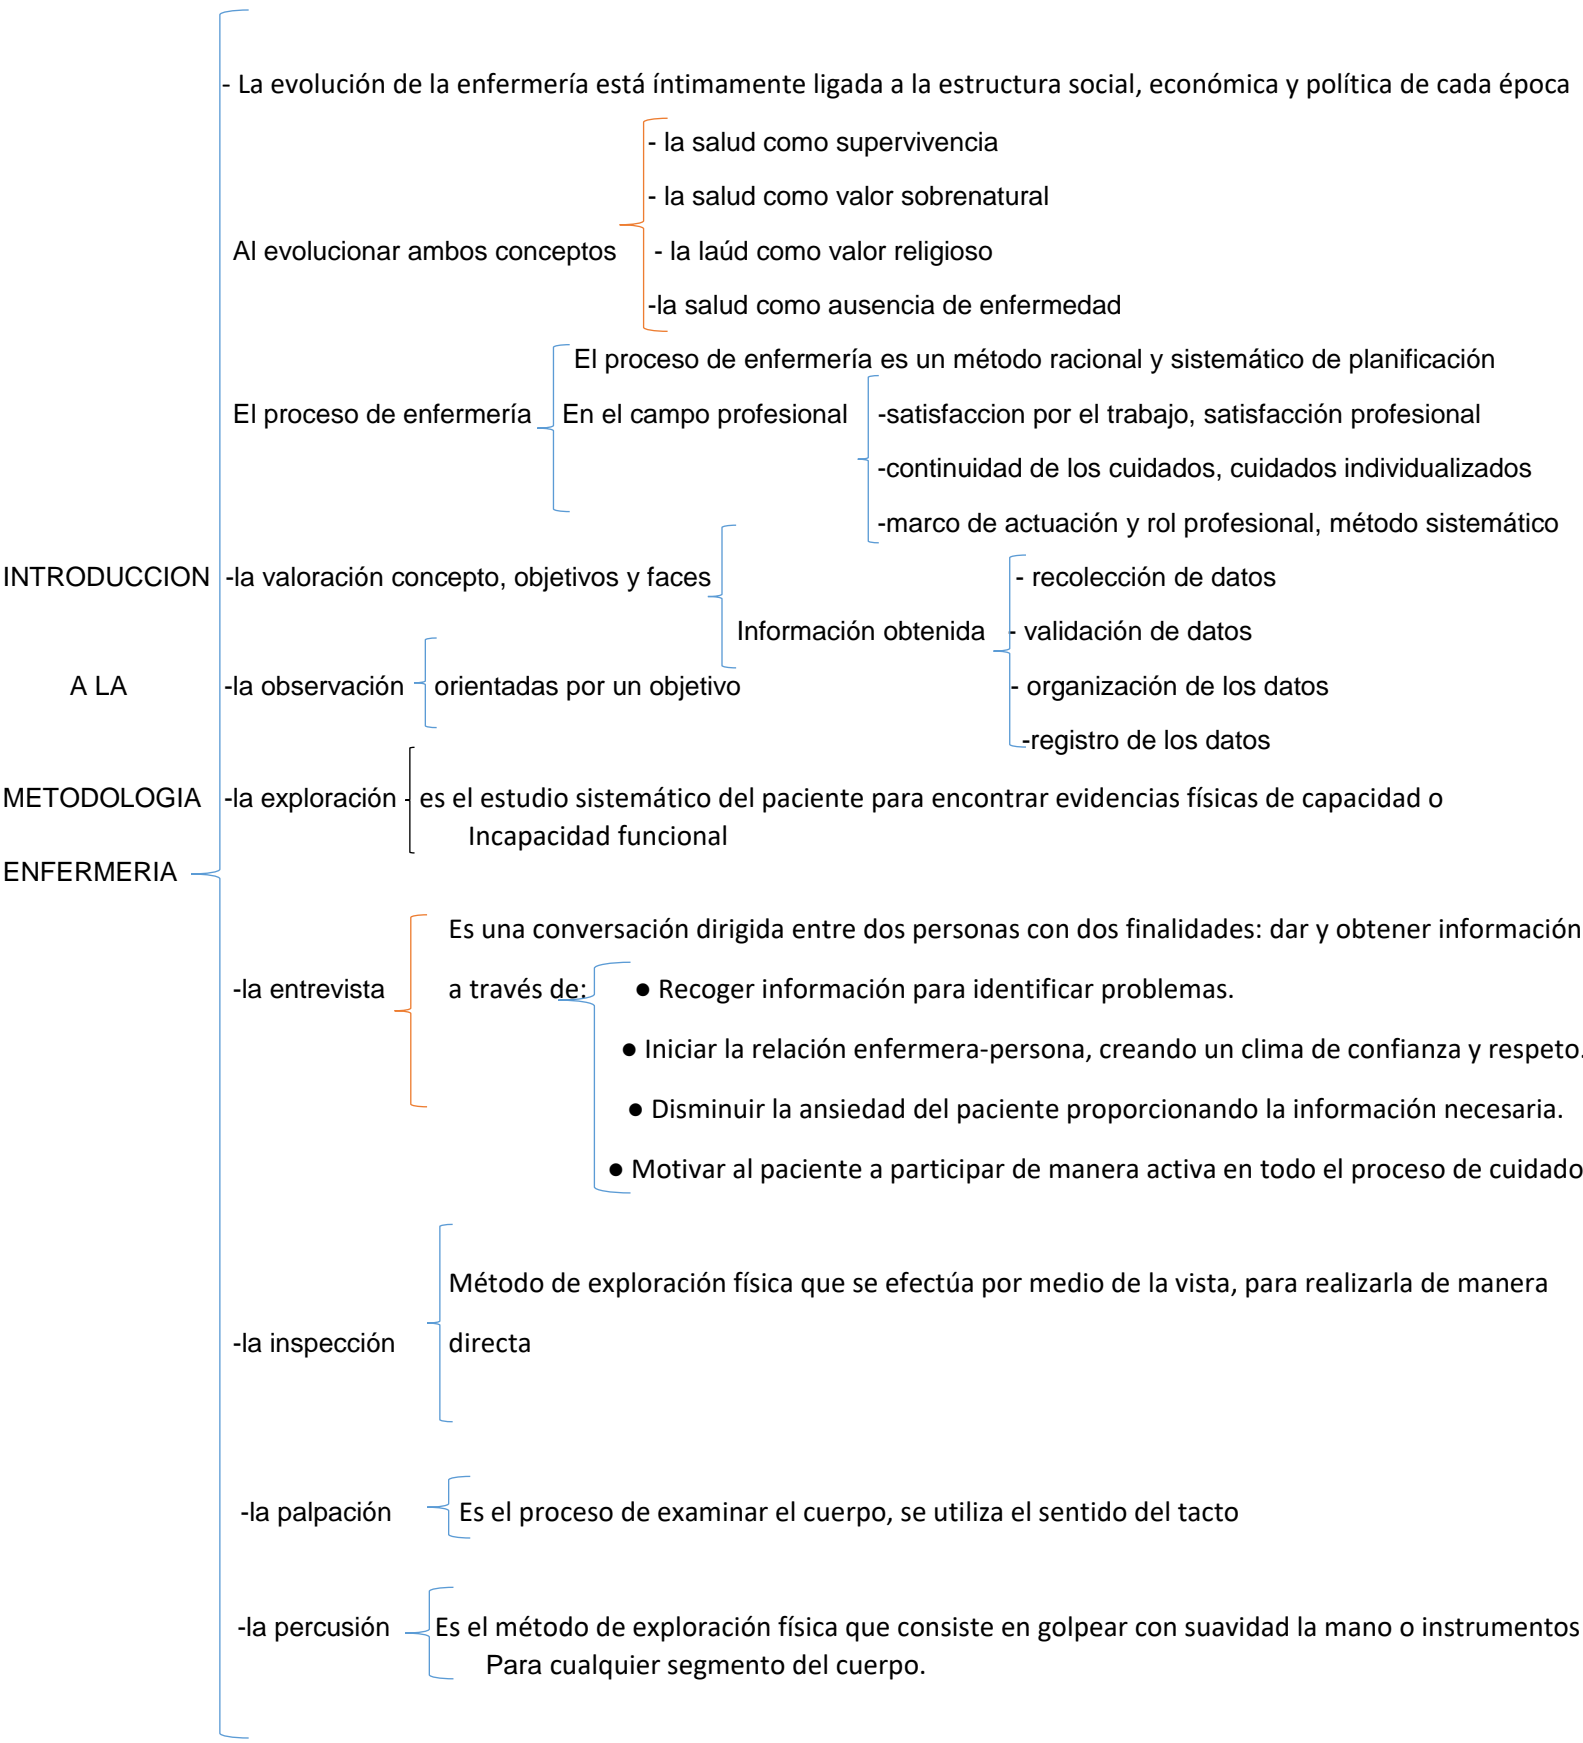 - La evolución de la enfermería está íntimamente ligada a la estructura social, económica y política de cada época
- la salud como supervivencia
- la salud como valor sobrenatural
Al evolucionar ambos conceptos - la laúd como valor religioso
-la salud como ausencia de enfermedad
El proceso de enfermería es un método racional y sistemático de planificación
El proceso de enfermería En el campo profesional -satisfaccion por el trabajo, satisfacción profesional
-continuidad de los cuidados, cuidados individualizados
-marco de actuación y rol profesional, método sistemático
INTRODUCCION -la valoración concepto, objetivos y faces - recolección de datos
Información obtenida - validación de datos
A LA -la observación orientadas por un objetivo - organización de los datos
-registro de los datos
METODOLOGIA -la exploración es el estudio sistemático del paciente para encontrar evidencias físicas de capacidad o
Incapacidad funcional
ENFERMERIA
Es una conversación dirigida entre dos personas con dos finalidades: dar y obtener información
-la entrevista a través de: ● Recoger información para identificar problemas.
● Iniciar la relación enfermera-persona, creando un clima de confianza y respeto.
● Disminuir la ansiedad del paciente proporcionando la información necesaria.
● Motivar al paciente a participar de manera activa en todo el proceso de cuidado
Método de exploración física que se efectúa por medio de la vista, para realizarla de manera
-la inspección directa
-la palpación Es el proceso de examinar el cuerpo, se utiliza el sentido del tacto
-la percusión Es el método de exploración física que consiste en golpear con suavidad la mano o instrumentos
Para cualquier segmento del cuerpo.